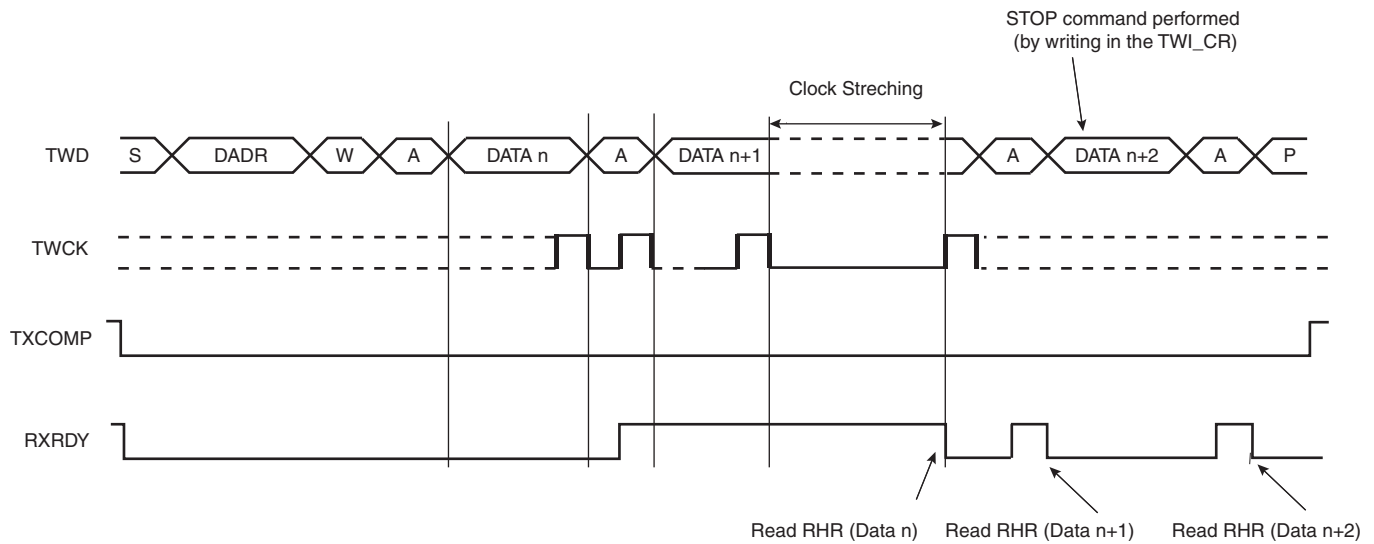 STOP command performed
(by writing in the TWI_CR)
Clock Streching
TWD S DADR W A DATA n A DATA n+1 A DATA n+2 A P
TWCK
TXCOMP
RXRDY
Read RHR (Data n) Read RHR (Data n+1) Read RHR (Data n+2)